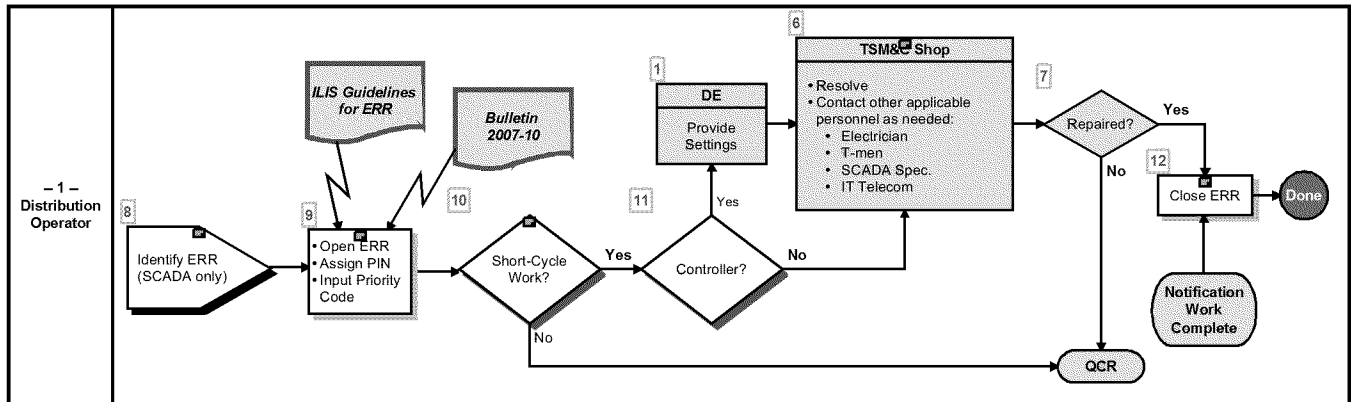 – 1 –
Distribution
Operator
8
Identify ERR
(SCADA only)
ILIS Guidelines
for ERR
Bulletin
2007-10
9
• Open ERR
• Assign PIN
• Input Priority
Code
10
Short-Cycle
Work?
Yes
No
11
Controller?
Yes
No
1
DE
Provide
Settings
6
TSM&C Shop
• Resolve
• Contact other applicable
personnel as needed:
• Electrician
• T-men
• SCADA Spec.
• IT Telecom
7
Repaired?
Yes
No
12
Close ERR
Done
Notification
Work
Complete
QCR